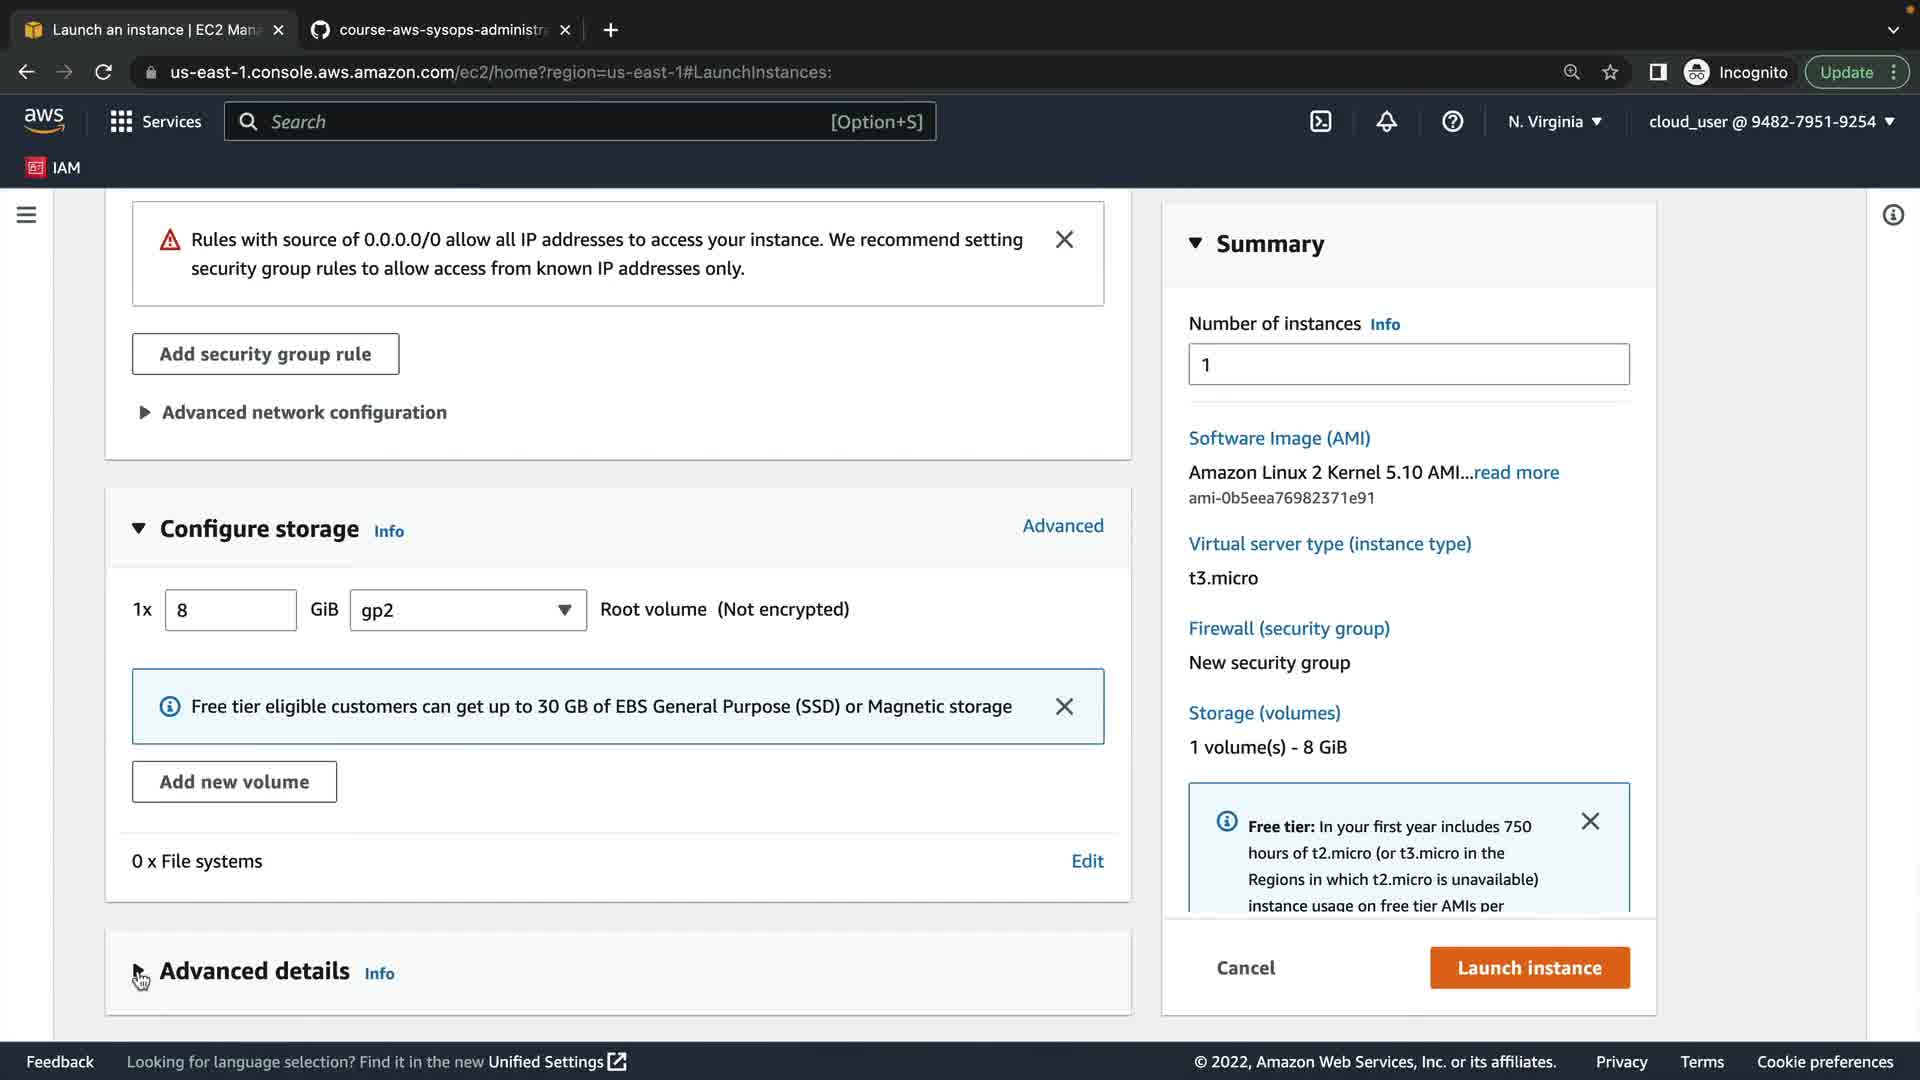 Launch an instance | EC2 Mana
course-aws-sysops-administra
us-east-1.console.aws.amazon.com/ec2/home?region=us-east-1#LaunchInstances:
Incognito
Update
aws
Services
Search
[Option+S]
N. Virginia
cloud_user @ 9482-7951-9254
IAM
Rules with source of 0.0.0.0/0 allow all IP addresses to access your instance. We recommend setting
security group rules to allow access from known IP addresses only.
Add security group rule
Advanced network configuration
Configure storage Info
Advanced
1x 8 GiB gp2 Root volume (Not encrypted)
Free tier eligible customers can get up to 30 GB of EBS General Purpose (SSD) or Magnetic storage
Add new volume
0 x File systems
Edit
Advanced details Info
Summary
Number of instances Info
1
Software Image (AMI)
Amazon Linux 2 Kernel 5.10 AMI...read more
ami-0b5eea76982371e91
Virtual server type (instance type)
t3.micro
Firewall (security group)
New security group
Storage (volumes)
1 volume(s) - 8 GiB
Free tier: In your first year includes 750
hours of t2.micro (or t3.micro in the
Regions in which t2.micro is unavailable)
instance usage on free tier AMIs per
Cancel
Launch instance
Feedback
Looking for language selection? Find it in the new Unified Settings
© 2022, Amazon Web Services, Inc. or its affiliates.
Privacy
Terms
Cookie preferences